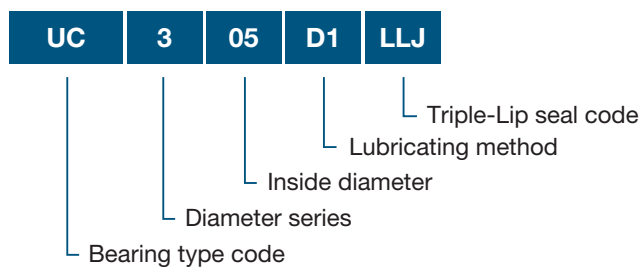 UC 3 05 D1 LLJ
Triple-Lip seal code
Lubricating method
Inside diameter
Diameter series
Bearing type code